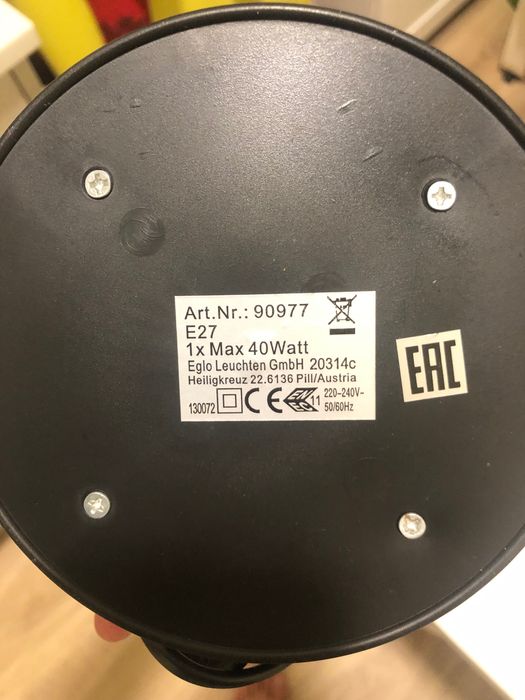 Art.Nr.: 90977
E27
1x Max 40Watt
Eglo Leuchten GmbH 20314c
Heiligkreuz 22.6136 Pill/Austria
130072 CE 11 220-240V~
50/60Hz
EAC